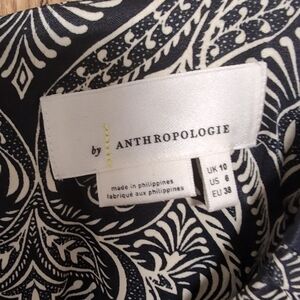 by ANTHROPOLOGIE
made in philippines
fabriqué aux philippines
UK 10
US 6
EU 38